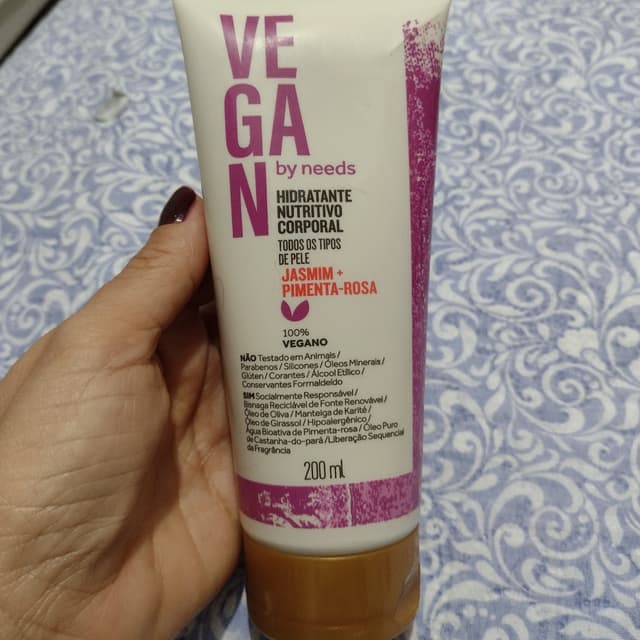 VE
GA
N
by needs
HIDRATANTE
NUTRITIVO
CORPORAL
TODOS OS TIPOS
DE PELE
JASMIM +
PIMENTA-ROSA
100%
VEGANO
NÃO Testado em Animais /
Parabenos / Silicones / Óleos Minerais /
Glúten / Corantes / Álcool Etílico /
Conservantes Formaldeído
SIM Socialmente Responsável /
Bisnaga Reciclável de Fonte Renovável /
Óleo de Oliva / Manteiga de Karité /
Óleo de Girassol / Hipoalergênico /
Água Bioativa de Pimenta-rosa / Óleo Puro
de Castanha-do-pará / Liberação Sequencial
da Fragrância
200 mL